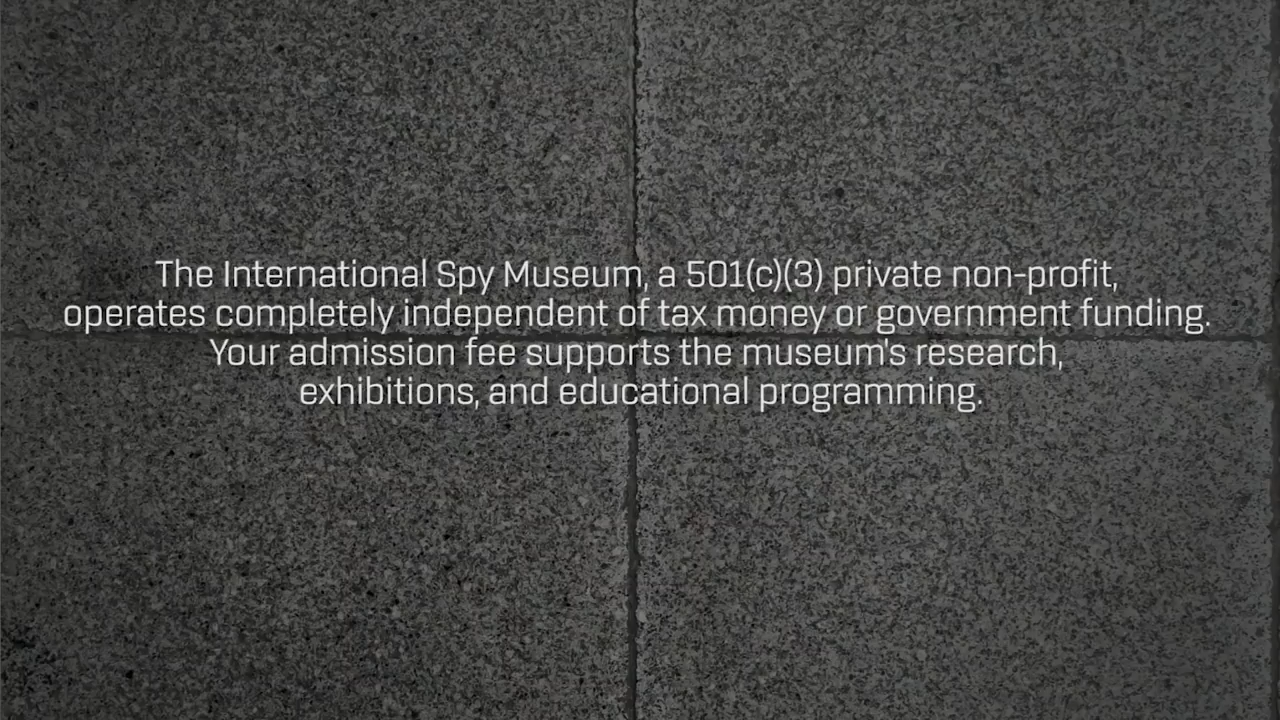 The International Spy Museum, a 501(c)(3) private non-profit,
operates completely independent of tax money or government funding.
Your admission fee supports the museum's research,
exhibitions, and educational programming.